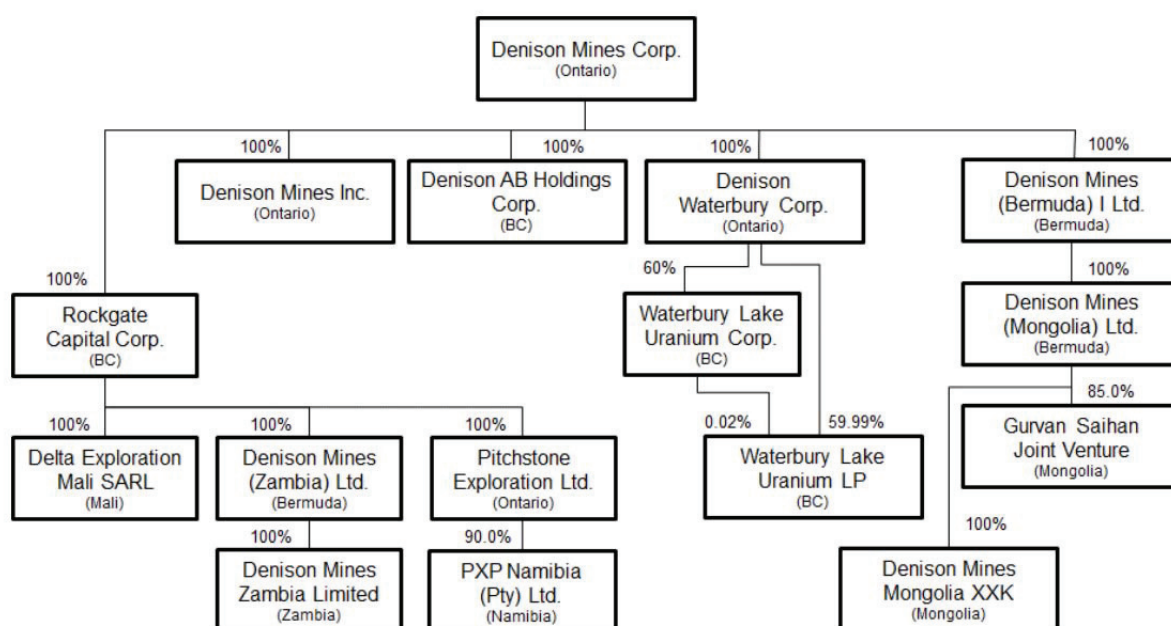 Denison Mines Corp.
(Ontario)
100%
100%
100%
100%
Denison Mines Inc.
(Ontario)
Denison AB Holdings
Corp.
(BC)
Denison
Waterbury Corp.
(Ontario)
Denison Mines
(Bermuda) I Ltd.
(Bermuda)
100%
60%
100%
Rockgate
Capital Corp.
(BC)
Waterbury Lake
Uranium Corp.
(BC)
Denison Mines
(Mongolia) Ltd.
(Bermuda)
100%
100%
100%
0.02%
59.99%
85.0%
Delta Exploration
Mali SARL
(Mali)
Denison Mines
(Zambia) Ltd.
(Bermuda)
Pitchstone
Exploration Ltd.
(Ontario)
Waterbury Lake
Uranium LP
(BC)
Gurvan Saihan
Joint Venture
(Mongolia)
100%
90.0%
100%
Denison Mines
Zambia Limited
(Zambia)
PXP Namibia
(Pty) Ltd.
(Namibia)
Denison Mines
Mongolia XXK
(Mongolia)